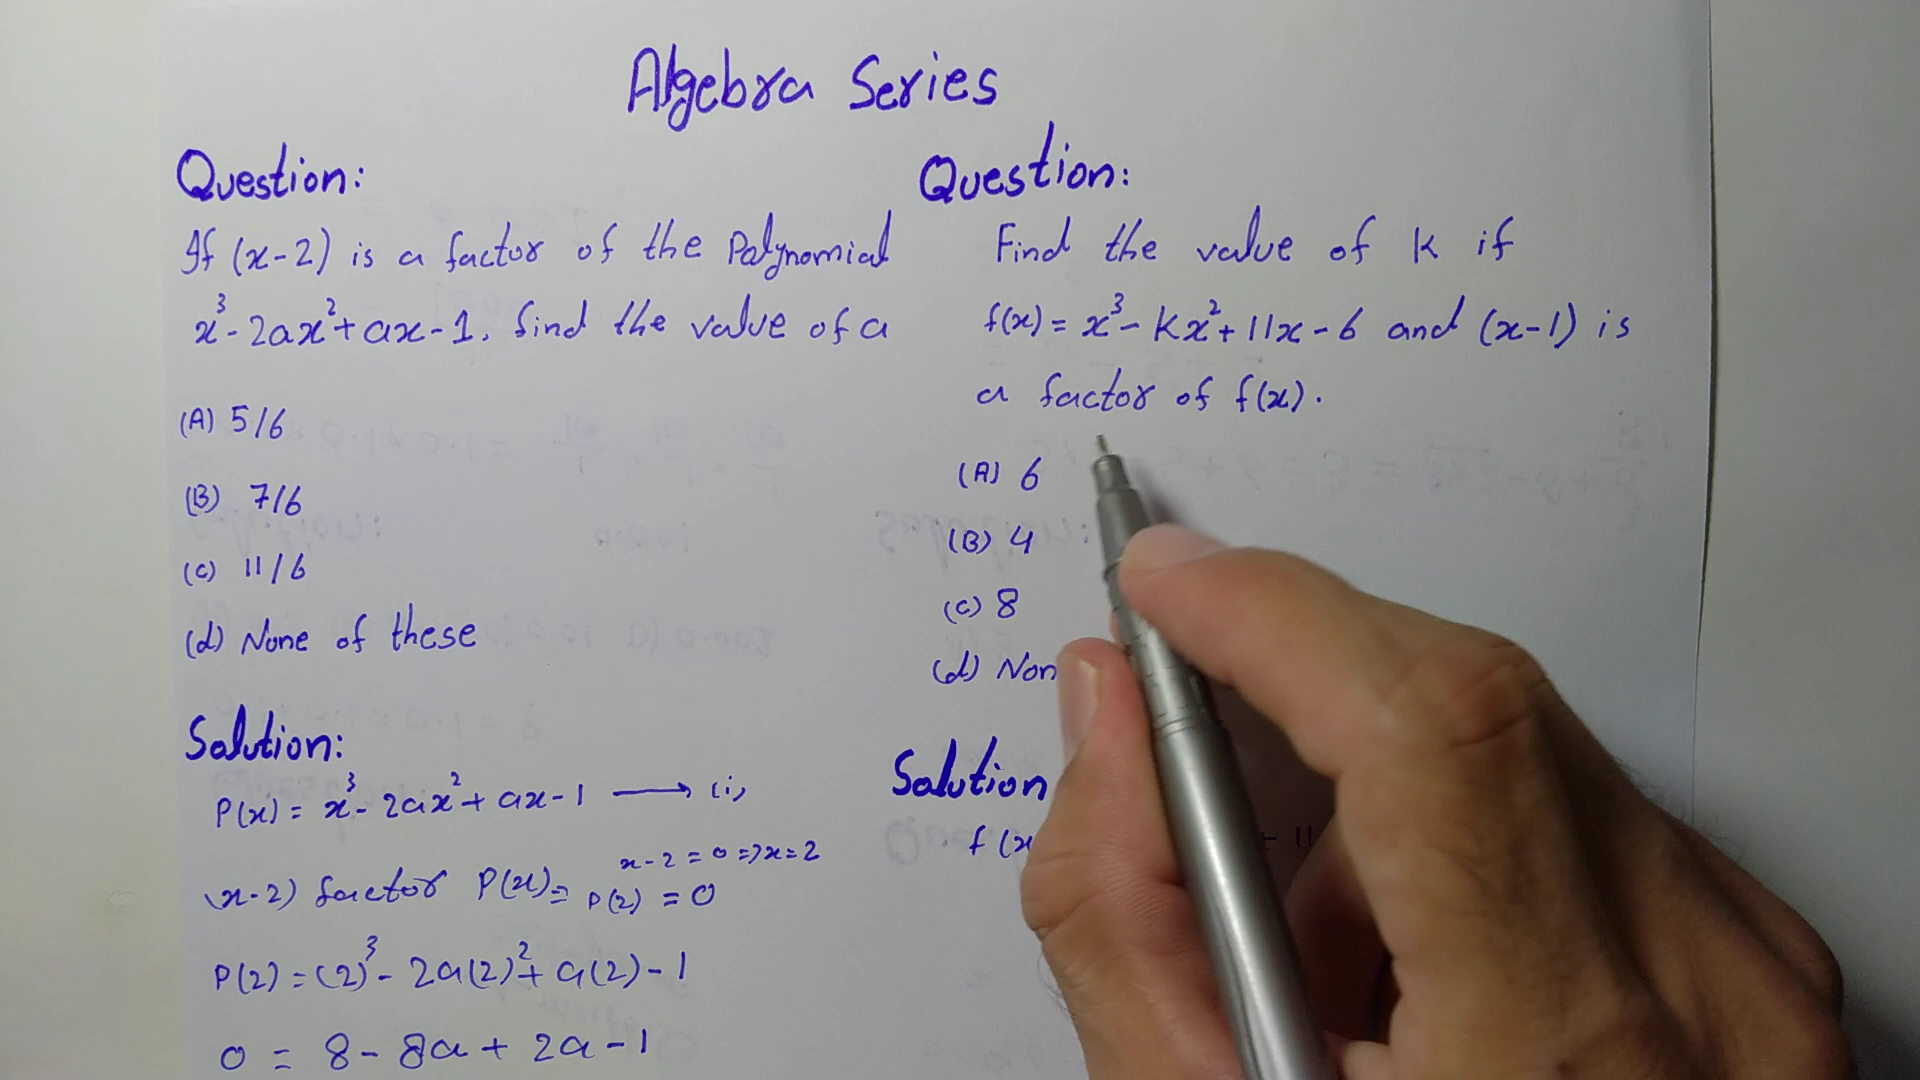 Algebra Series
Question:
If (x-2) is a factor of the Polynomial
x³-2ax²+ax-1. find the value of a
(A) 5/6
(B) 7/6
(C) 11/6
(d) None of these
Solution:
P(x) = x³-2ax²+ax-1 → (i)
x-2=0=>x=2
(x-2) factor P(x)= P(2) = 0
P(2) = (2)³-2a(2)²+a(2)-1
0 = 8-8a+2a-1
Question:
Find the value of K if
f(x) = x³-Kx²+11x-6 and (x-1) is
a factor of f(x).
(A) 6
(B) 4
(C) 8
(d) Non
Solution
f(x + 11